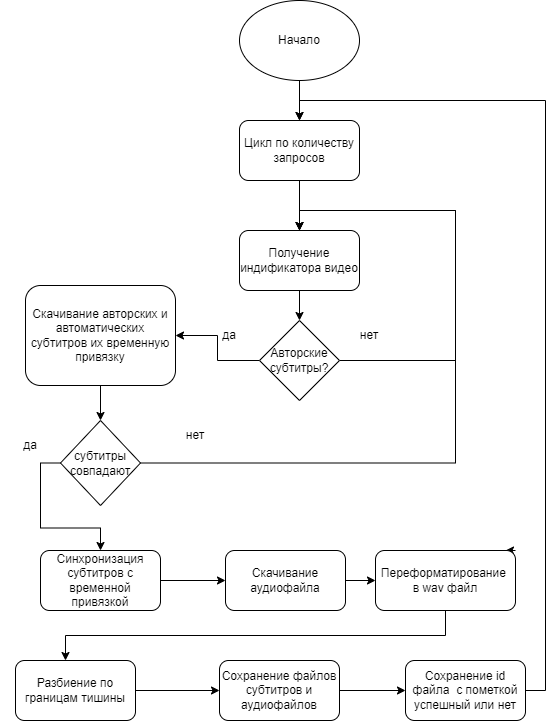 Начало
Цикл по количеству
запросов
Получение
индификатора видео
Скачивание авторских и
автоматических
субтитров их временную
привязку
да
Авторские
субтитры?
нет
да
субтитры
совпадают
нет
Синхронизация
субтитров с
временной
привязкой
Скачивание
аудиофайла
Переформатирование
в wav файл
Разбиение по
границам тишины
Сохранение файлов
субтитров и
аудиофайлов
Сохранение id
файла с пометкой
успешный или нет